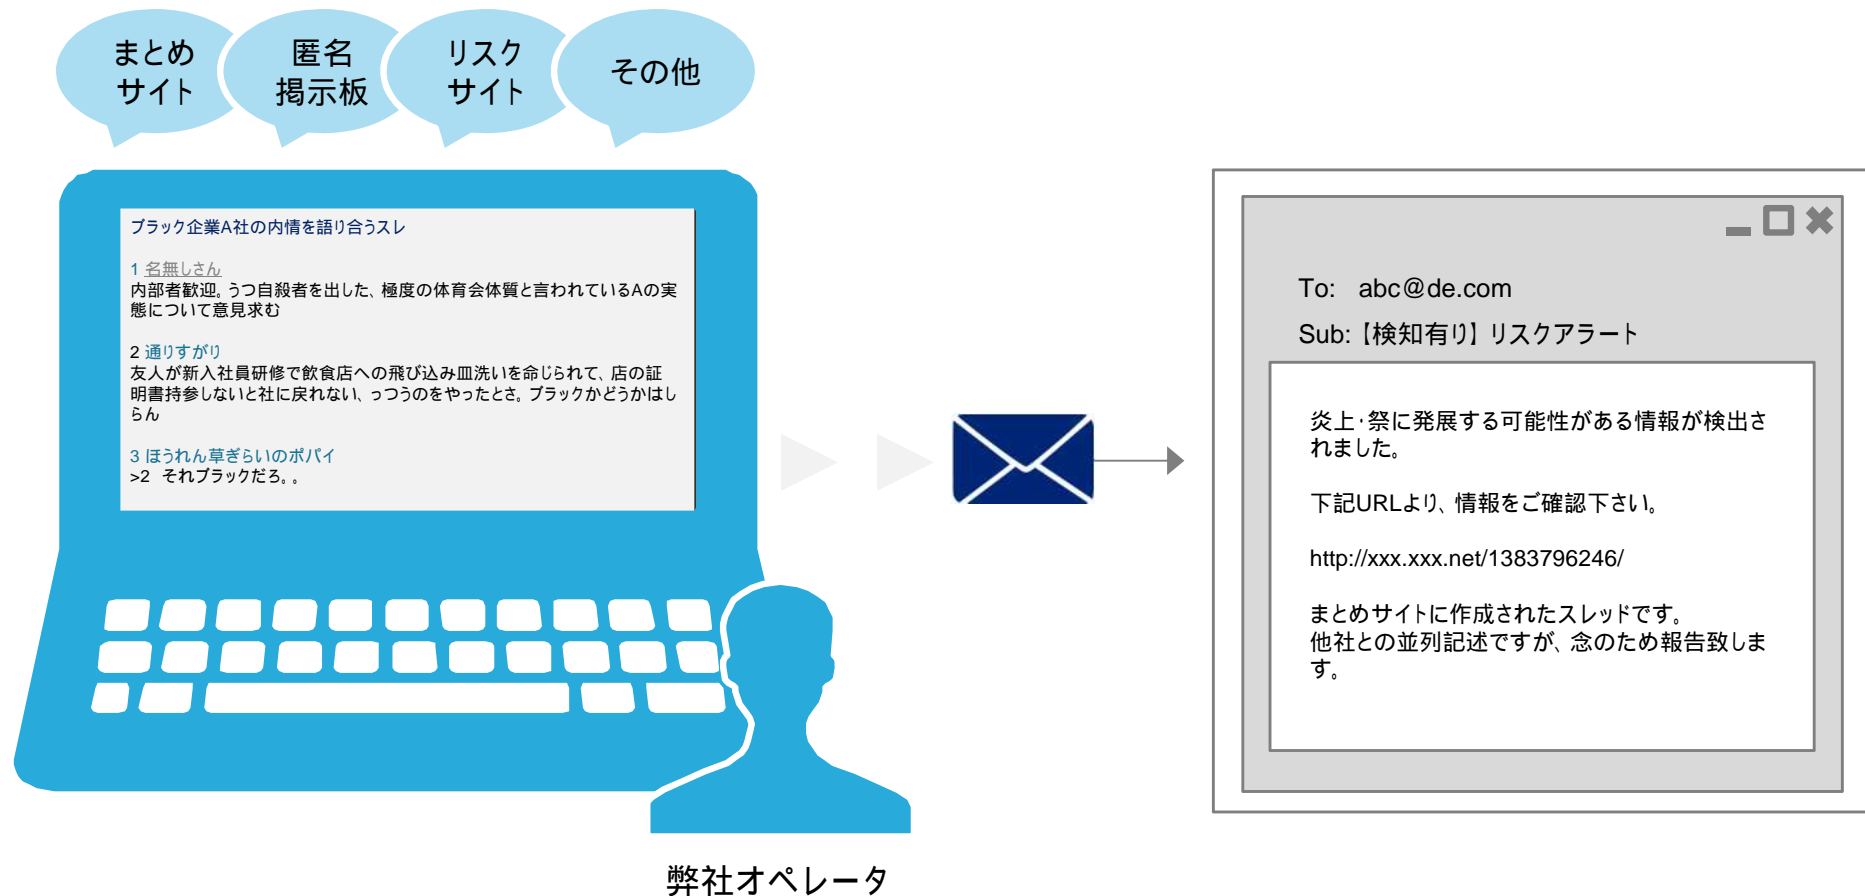 まとめ
サイト
匿名
掲示板
リスク
サイト
その他
ブラック企業A社の内情を語り合うスレ
1 名無しさん
内部者歓迎。うつ自殺者を出した、極度の体育会体質と言われているAの実
態について意見求む
2 通りすがり
友人が新入社員研修で飲食店への飛び込み皿洗いを命じられて、店の証
明書持参しないと社に戻れない、っつうのをやったとさ。ブラックかどうかはし
らん
3 ほうれん草ぎらいのポパイ
>2 それブラックだろ。。
弊社オペレータ
To: abc@de.com
Sub:【検知有り】リスクアラート
炎上・祭に発展する可能性がある情報が検出さ
れました。
下記URLより、情報をご確認下さい。
http://xxx.xxx.net/1383796246/
まとめサイトに作成されたスレッドです。
他社との並列記述ですが、念のため報告致しま
す。